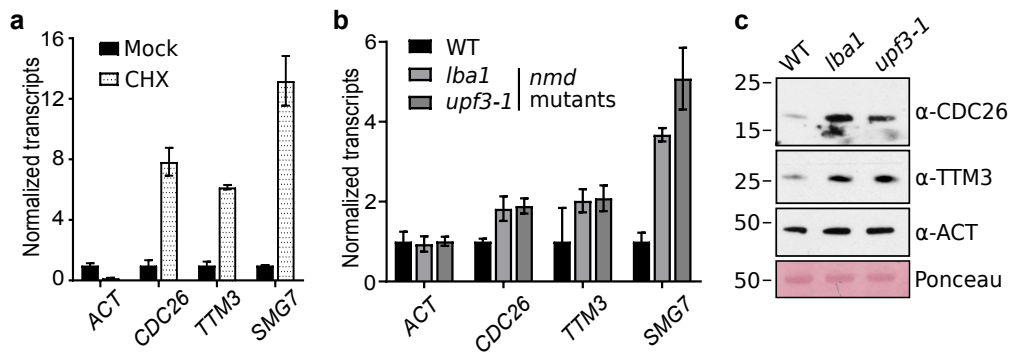 a
Normalized transcripts
16
12
8
4
0
Mock
CHX
ACT
CDC26
TTM3
SMG7
b
Normalized transcripts
6
4
2
0
WT
lba1
upf3-1
nmd
mutants
ACT
CDC26
TTM3
SMG7
c
WT lba1 upf3-1
25
15
α-CDC26
25
α-TTM3
50
α-ACT
50
Ponceau